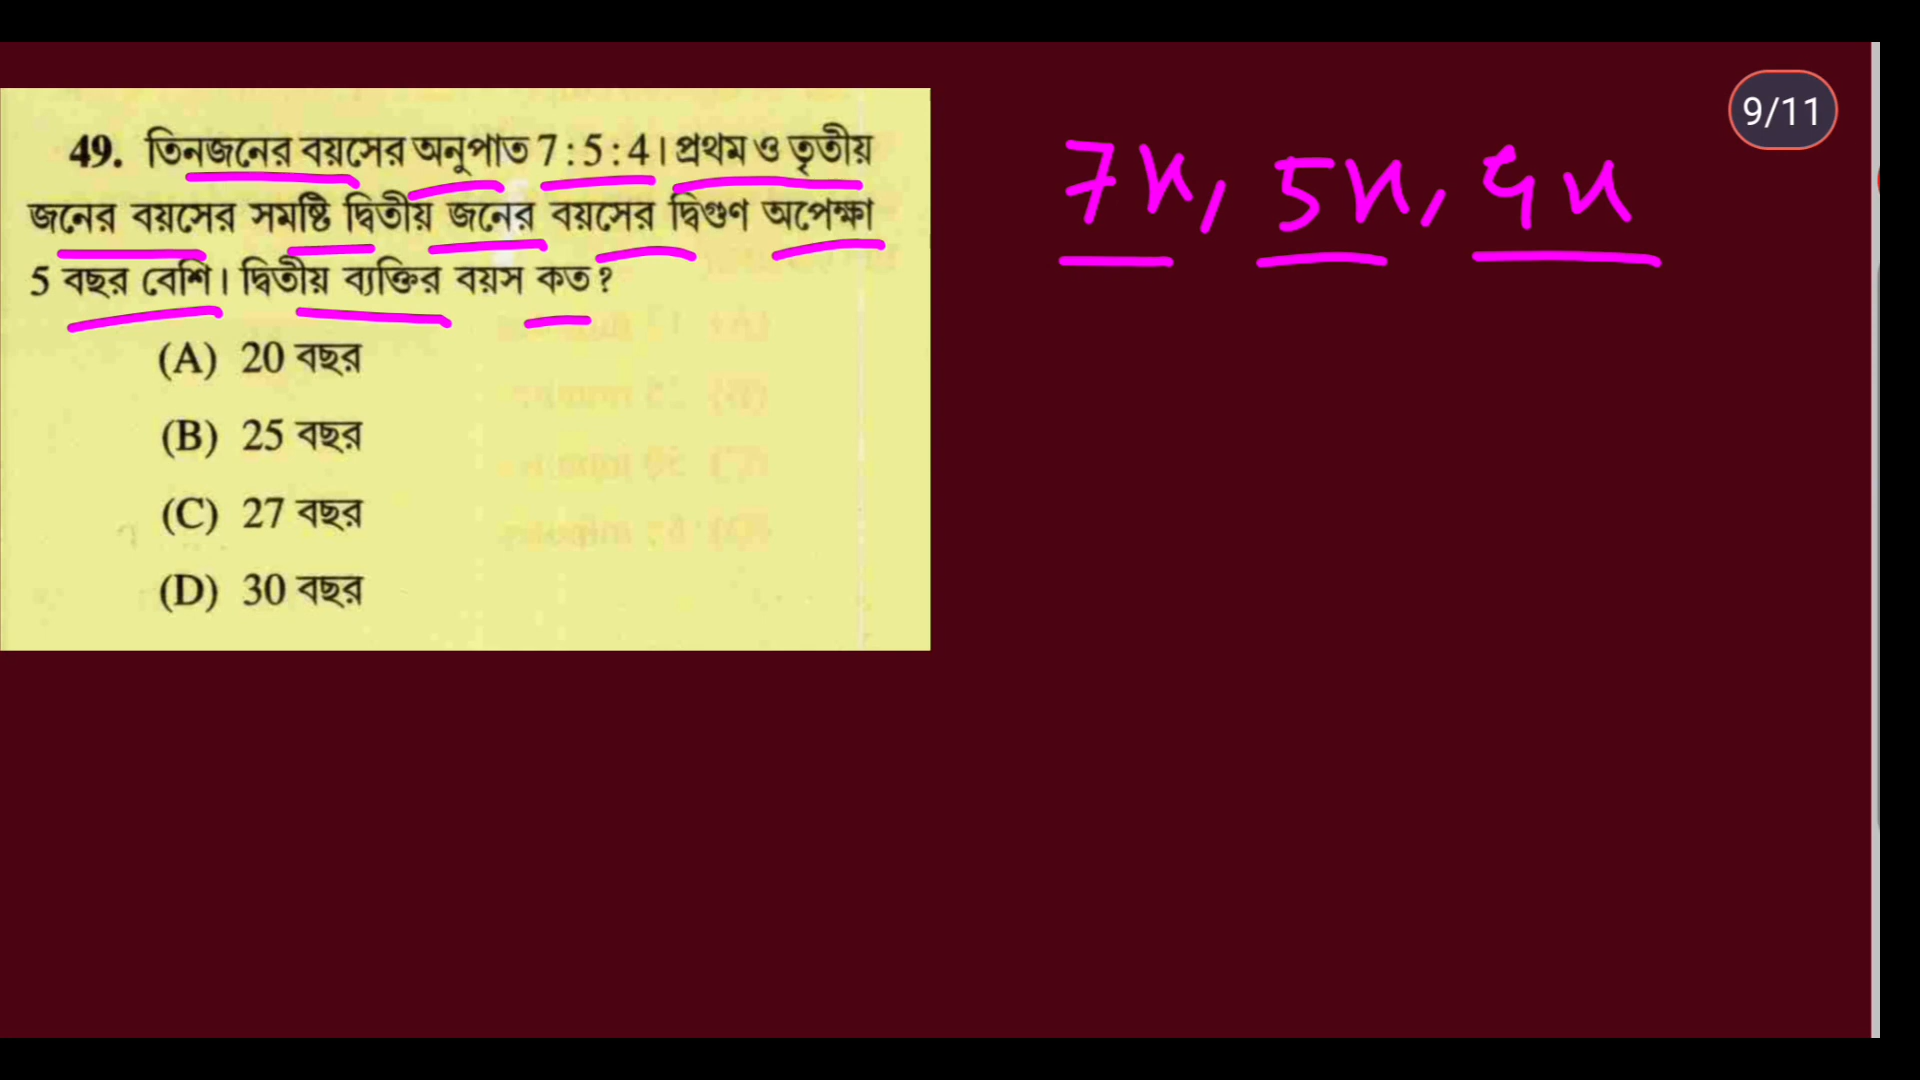 9/11
49. তিনজনের বয়সের অনুপাত 7 : 5 : 4। প্রথম ও তৃতীয়
জনের বয়সের সমষ্টি দ্বিতীয় জনের বয়সের দ্বিগুণ অপেক্ষা
5 বছর বেশি। দ্বিতীয় ব্যক্তির বয়স কত?
(A) 20 বছর
(B) 25 বছর
(C) 27 বছর
(D) 30 বছর
7x, 5x, 4x